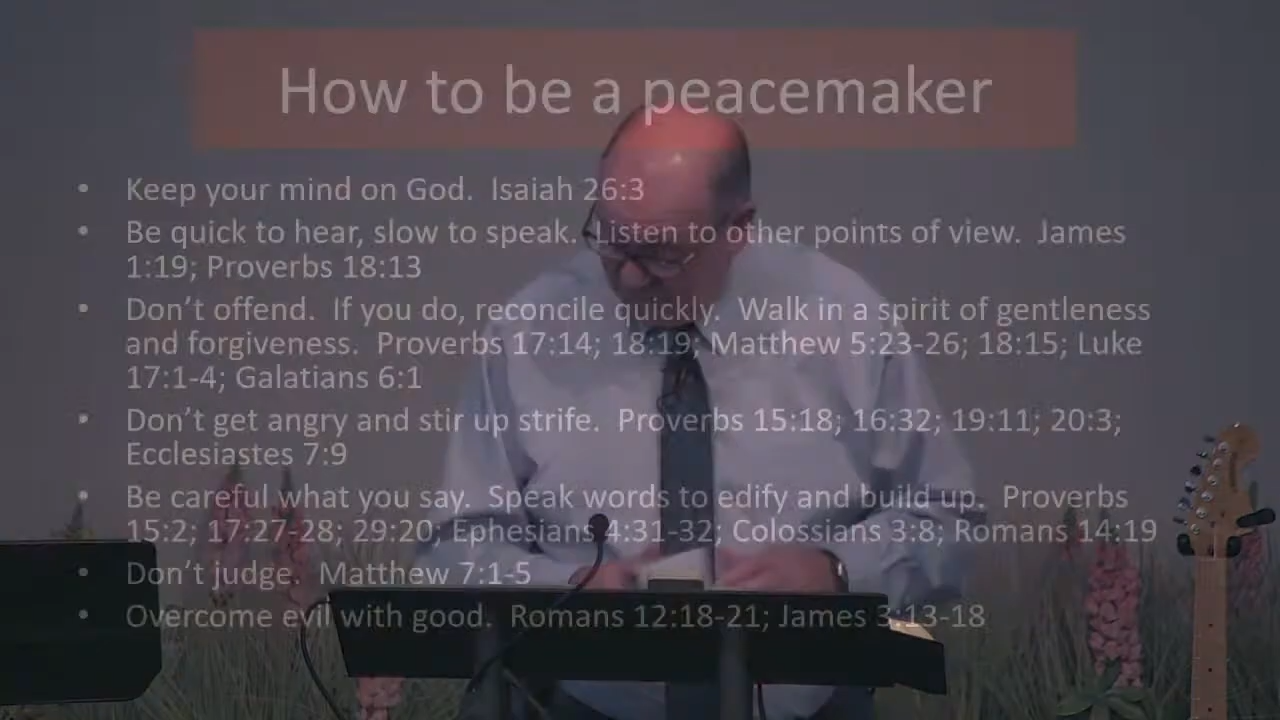 How to be a peacemaker
• Keep your mind on God.  Isaiah 26:3
• Be quick to hear, slow to speak.  Listen to other points of view.  James
1:19; Proverbs 18:13
• Don’t offend.  If you do, reconcile quickly.  Walk in a spirit of gentleness
and forgiveness.  Proverbs 17:14; 18:19; Matthew 5:23-26; 18:15; Luke
17:1-4; Galatians 6:1
• Don’t get angry and stir up strife.  Proverbs 15:18; 16:32; 19:11; 20:3;
Ecclesiastes 7:9
• Be careful what you say.  Speak words to edify and build up.  Proverbs
15:2; 17:27-28; 29:20; Ephesians 4:31-32; Colossians 3:8; Romans 14:19
• Don’t judge.  Matthew 7:1-5
• Overcome evil with good.  Romans 12:18-21; James 3:13-18